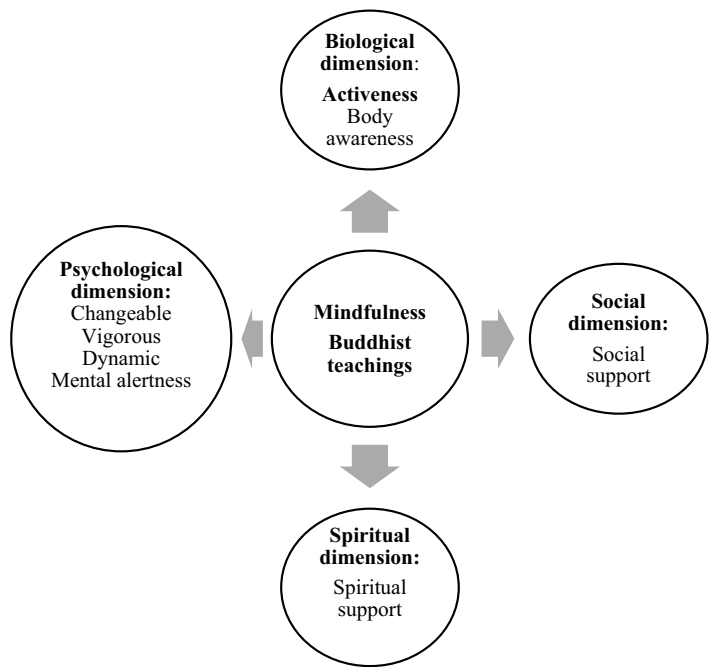 Biological
dimension:
Activeness
Body
awareness
Psychological
dimension:
Changeable
Vigorous
Dynamic
Mental alertness
Mindfulness
Buddhist
teachings
Social
dimension:
Social
support
Spiritual
dimension:
Spiritual
support